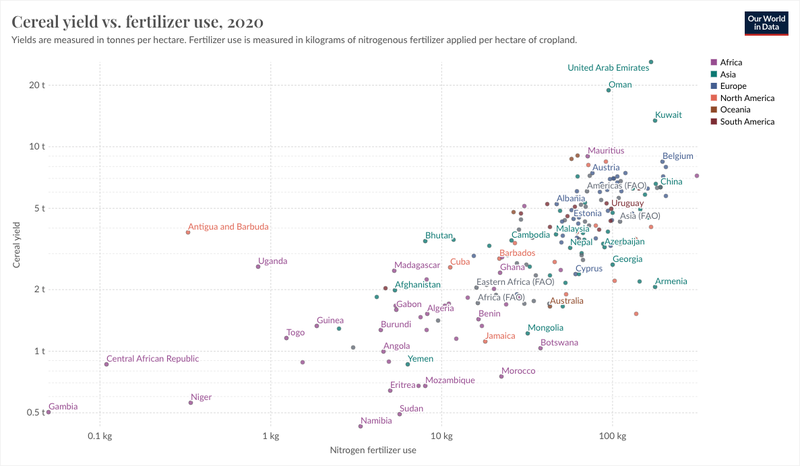 Cereal yield vs. fertilizer use, 2020
Our World
in Data
Yields are measured in tonnes per hectare. Fertilizer use is measured in kilograms of nitrogenous fertilizer applied per hectare of cropland.
Africa
Asia
Europe
North America
Oceania
South America
United Arab Emirates
20 t
Oman
Kuwait
10 t
Mauritius
Belgium
Austria
China
Americas (FAO)
Albania
Uruguay
5 t
Estonia
Asia (FAO)
Antigua and Barbuda
Malaysia
Bhutan
Cambodia
Nepal
Azerbaijan
Cereal yield
Barbados
Uganda
Madagascar
Cuba
Ghana
Georgia
Cyprus
Afghanistan
Eastern Africa (FAO)
Armenia
2 t
Africa (FAO)
Australia
Gabon
Algeria
Benin
Guinea
Burundi
Mongolia
Togo
Jamaica
Botswana
1 t
Angola
Central African Republic
Yemen
Morocco
Eritrea
Mozambique
Niger
0.5 t
Gambia
Sudan
Namibia
0.1 kg
1 kg
10 kg
100 kg
Nitrogen fertilizer use